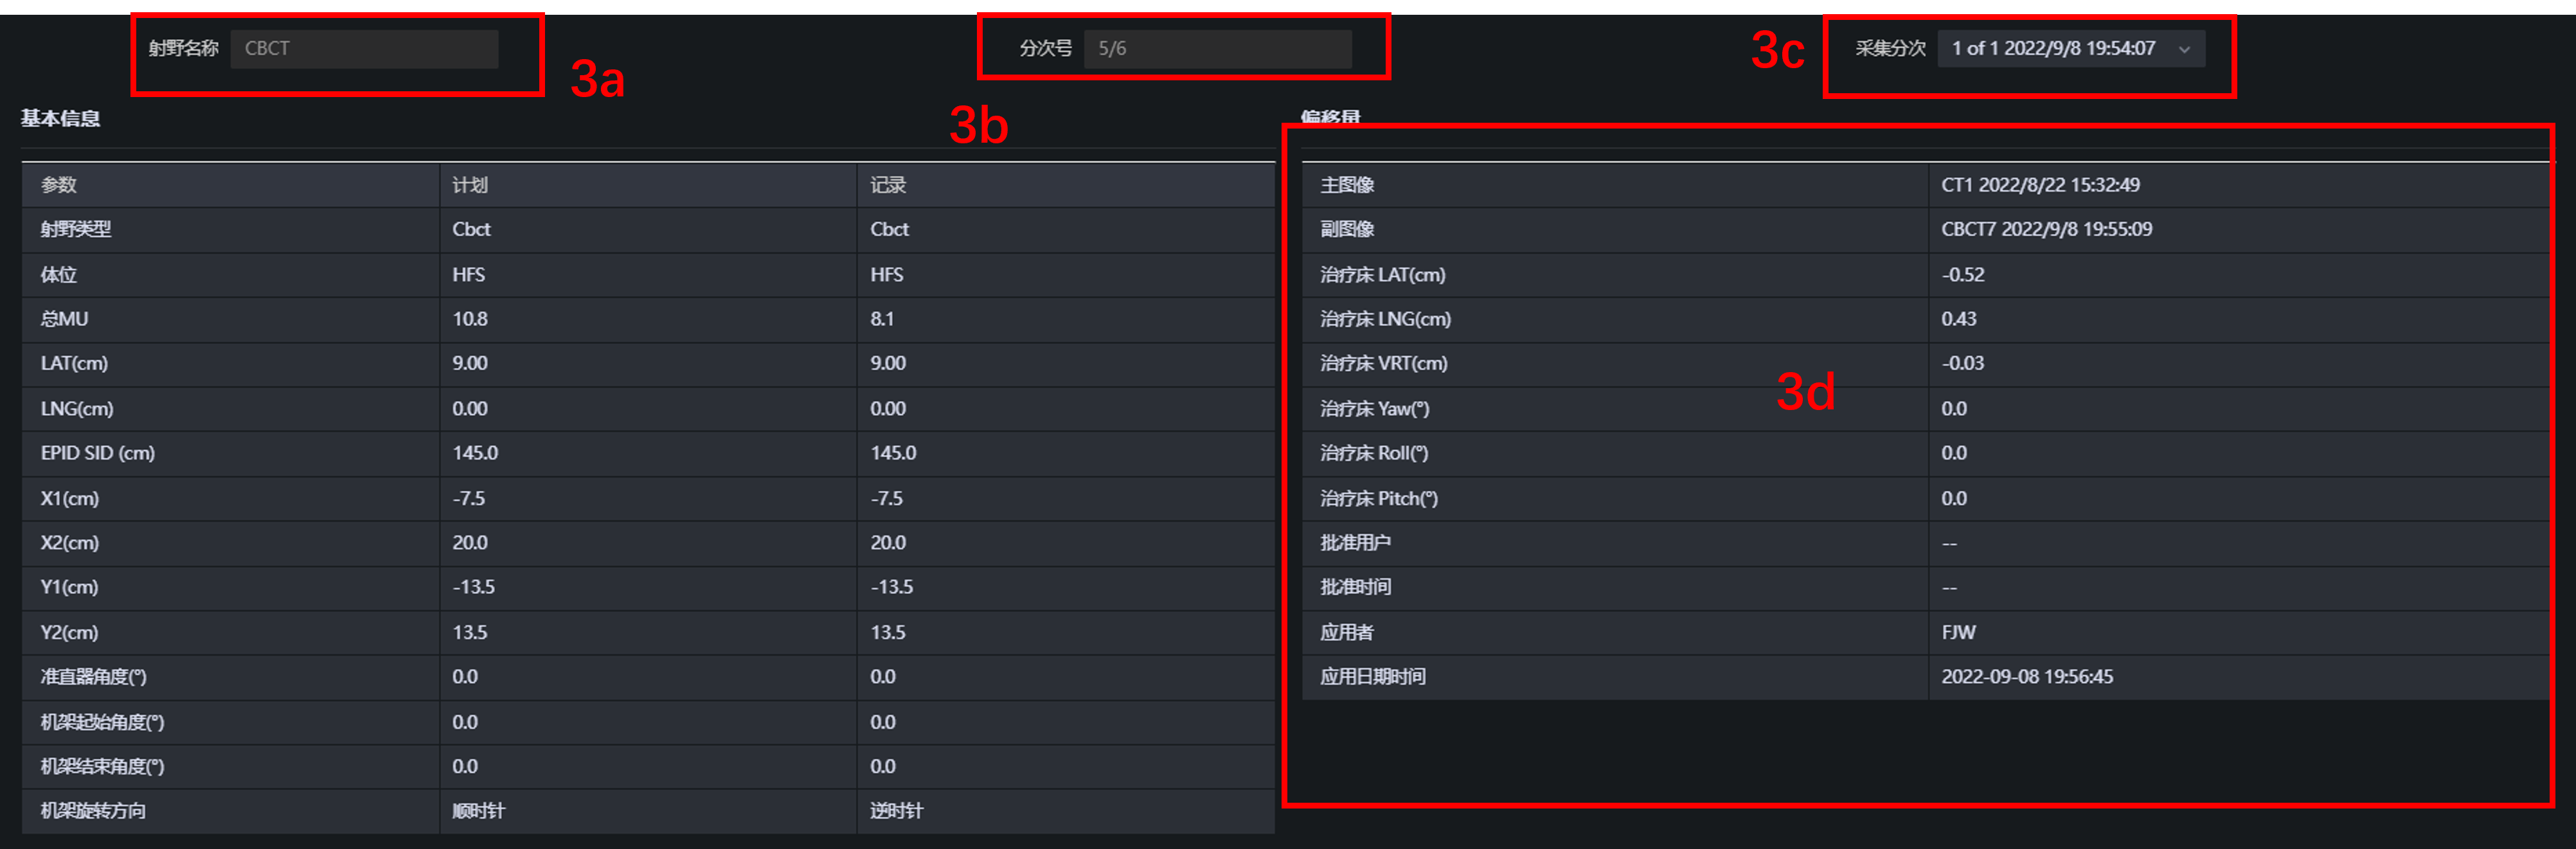 射野名称 CBCT
3a
分次号 5/6
3b
3c
采集分次 1 of 1 2022/9/8 19:54:07
基本信息
参数 计划 记录
射野类型 Cbct Cbct
体位 HFS HFS
总MU 10.8 8.1
LAT(cm) 9.00 9.00
LNG(cm) 0.00 0.00
EPID SID (cm) 145.0 145.0
X1(cm) -7.5 -7.5
X2(cm) 20.0 20.0
Y1(cm) -13.5 -13.5
Y2(cm) 13.5 13.5
准直器角度(°) 0.0 0.0
机架起始角度(°) 0.0 0.0
机架结束角度(°) 0.0 0.0
机架旋转方向 顺时针 逆时针
偏移量
主图像 CT1 2022/8/22 15:32:49
副图像 CBCT7 2022/9/8 19:55:09
治疗床 LAT(cm) -0.52
治疗床 LNG(cm) 0.43
治疗床 VRT(cm) -0.03
3d
治疗床 Yaw(°) 0.0
治疗床 Roll(°) 0.0
治疗床 Pitch(°) 0.0
批准用户 --
批准时间 --
应用者 FJW
应用日期时间 2022-09-08 19:56:45